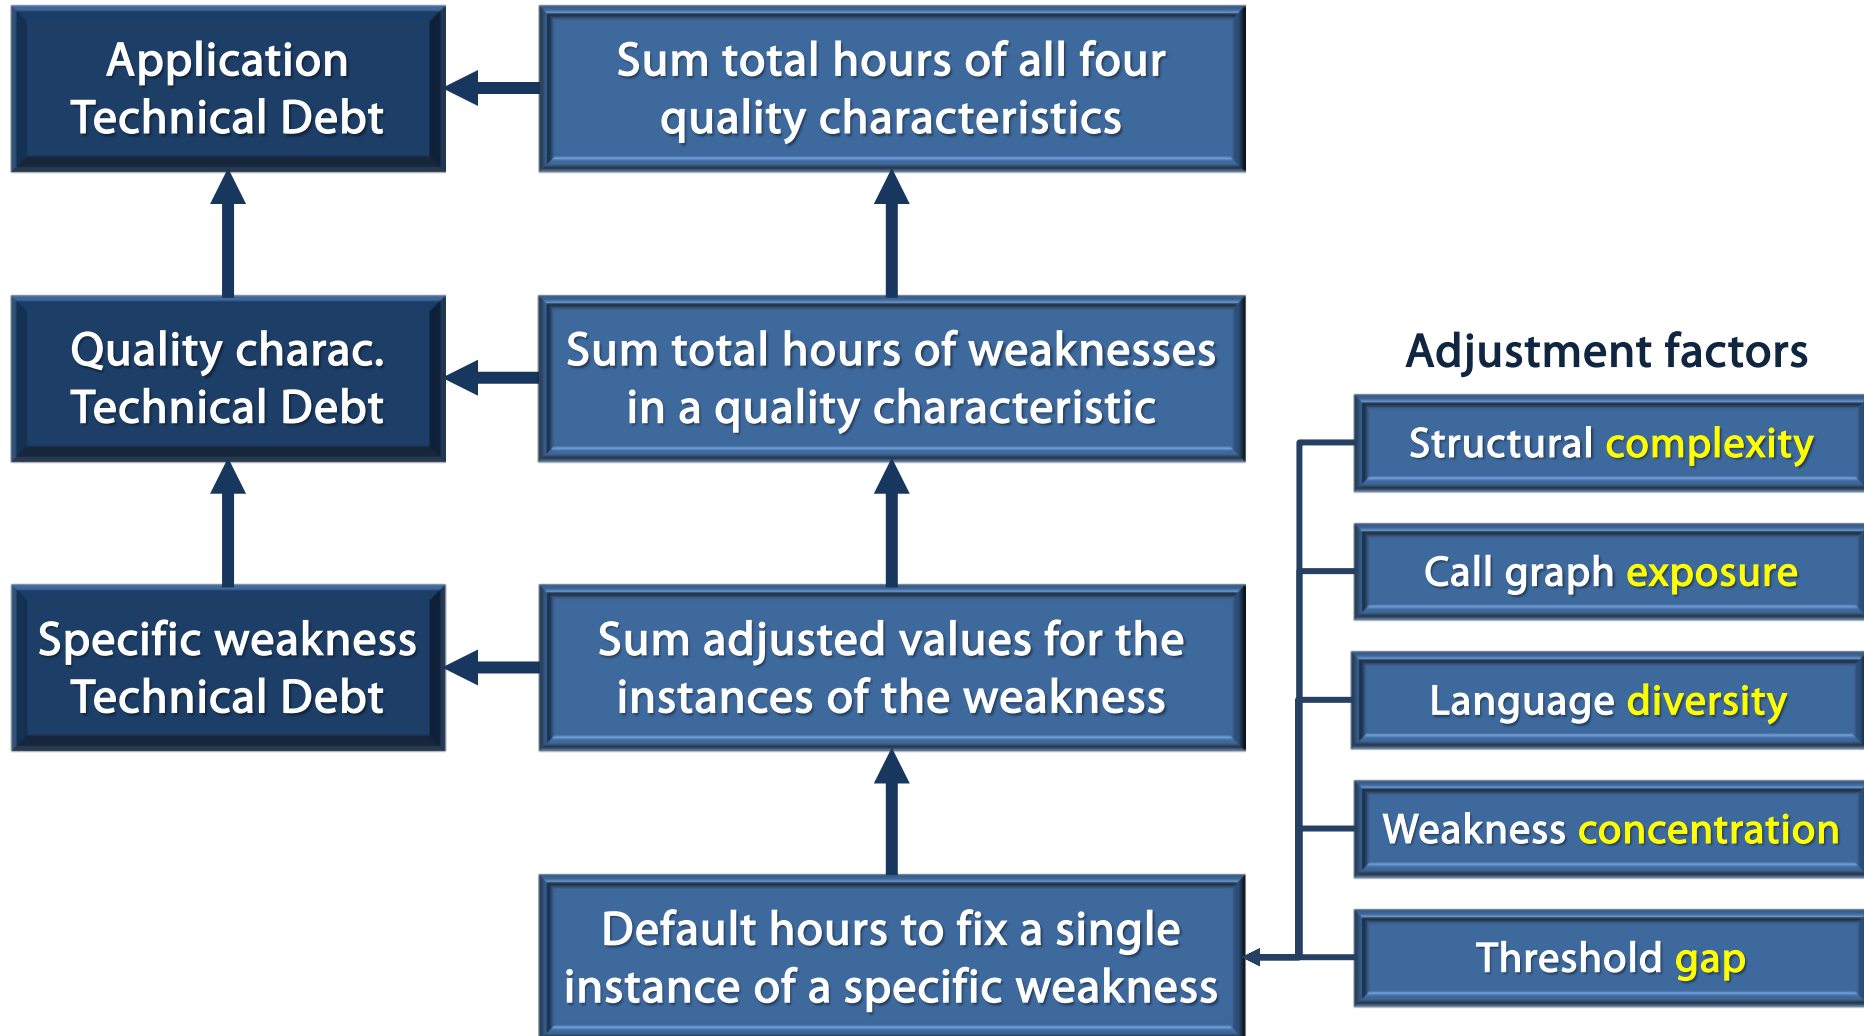 Application
Technical Debt
Sum total hours of all four
quality characteristics
Quality charac.
Technical Debt
Sum total hours of weaknesses
in a quality characteristic
Specific weakness
Technical Debt
Sum adjusted values for the
instances of the weakness
Default hours to fix a single
instance of a specific weakness
Adjustment factors
Structural complexity
Call graph exposure
Language diversity
Weakness concentration
Threshold gap